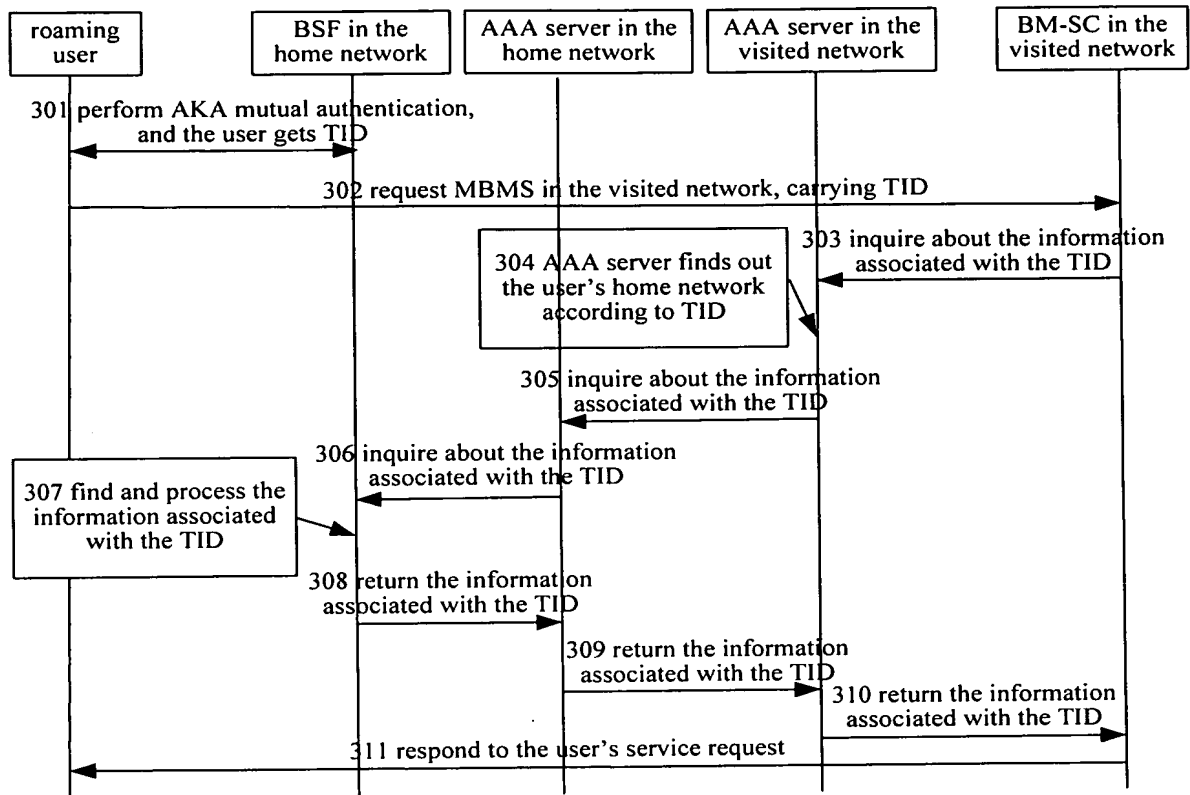 roaming
user
BSF in the
home network
AAA server in the
home network
AAA server in the
visited network
BM-SC in the
visited network
301 perform AKA mutual authentication,
and the user gets TID
302 request MBMS in the visited network, carrying TID
303 inquire about the information
associated with the TID
304 AAA server finds out
the user's home network
according to TID
305 inquire about the information
associated with the TID
306 inquire about the information
associated with the TID
307 find and process the
information associated
with the TID
308 return the information
associated with the TID
309 return the information
associated with the TID
310 return the information
associated with the TID
311 respond to the user's service request